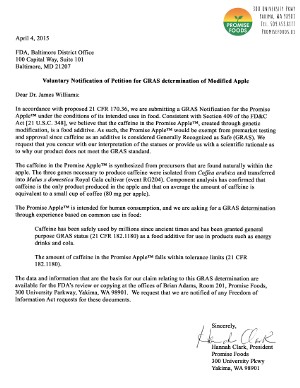 PROMISE
FOODS
300 UNIVERSITY PKWY
YAKIMA, WA 98901
PROMISEFOODS.BIZ
April 4, 2015
FDA, Baltimore District Office
100 Capital Way, Suite 101
Baltimore, MD 21207
Voluntary Notification of Petition for GRAS determination of Modified Apple
Dear Dr. James Williams:
In accordance with proposed 21 CFR 170.36, we are submitting a GRAS Notification for the Promise
Apple™ under the conditions of its intended uses in food. Consistent with Section 409 of the FD&C
Act [21 U.S.C. 348], we believe that the caffeine in the Promise Apple™, created through genetic
modification, is a food additive. As such, the Promise Apple™ would be exempt from premarket testing
and approval since caffeine as an additive is considered Generally Recognized as Safe (GRAS). We
request that you concur with our interpretation of the statues or provide us with a scientific rationale as
to why our product does not meet the GRAS standard.
The caffeine in the Promise Apple™ is synthesized from precursors that are found naturally within the
apple. The three genes necessary to produce caffeine were isolated from Coffea arabica and transferred
into Malus x domestica Royal Gala cultivar (event RG204). Component analysis has confirmed that
caffeine is the only product produced in the apple and that on average the amount of caffeine is
equivalent to a small cup of coffee (80 mg per apple).
The Promise Apple™ is intended for human consumption, and we are asking for a GRAS determination
through experience based on common use in food:
Caffeine has been safely used by millions since ancient times and has been granted general
purpose GRAS status (21 CFR 182.1180) as a food additive for use in products such as energy
drinks and cola.
The amount of caffeine in the Promise Apple™ falls within tolerance limits (21 CFR
182.1180).
The data and information that are the basis for our claim relating to this GRAS determination are
available for the FDA's review or copying at the offices of Brian Adams, Room 201, Promise Foods,
300 University Parkway, Yakima, WA 98901. We request that we are notified of any Freedom of
Information Act requests for these documents.
Sincerely,
Hannah Clark
Hannah Clark, President
Promise Foods
300 University Pkwy
Yakima, WA 98901